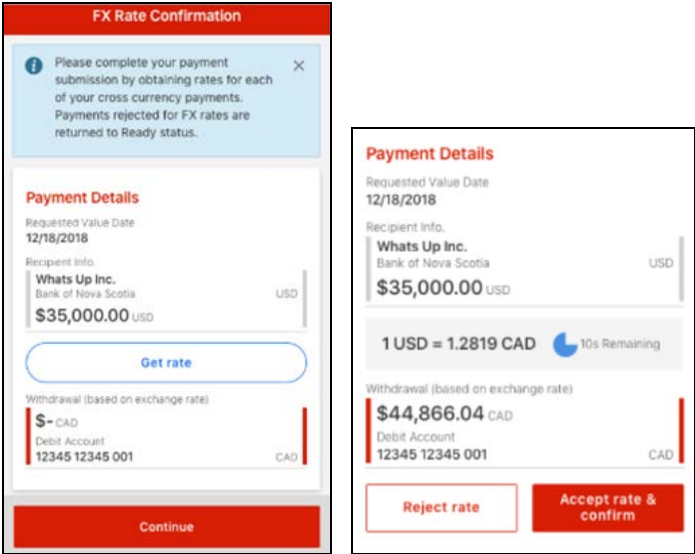 FX Rate Confirmation
Please complete your payment
submission by obtaining rates for each
of your cross currency payments.
Payments rejected for FX rates are
returned to Ready status.
Payment Details
Requested Value Date
12/18/2018
Recipient Info.
Whats Up Inc.
Bank of Nova Scotia USD
$35,000.00 USD
Get rate
Withdrawal (based on exchange rate)
$- CAD
Debit Account
12345 12345 001 CAD
Continue
Payment Details
Requested Value Date
12/18/2018
Recipient Info.
Whats Up Inc.
Bank of Nova Scotia USD
$35,000.00 USD
1 USD = 1.2819 CAD 10s Remaining
Withdrawal (based on exchange rate)
$44,866.04 CAD
Debit Account
12345 12345 001 CAD
Reject rate
Accept rate &
confirm